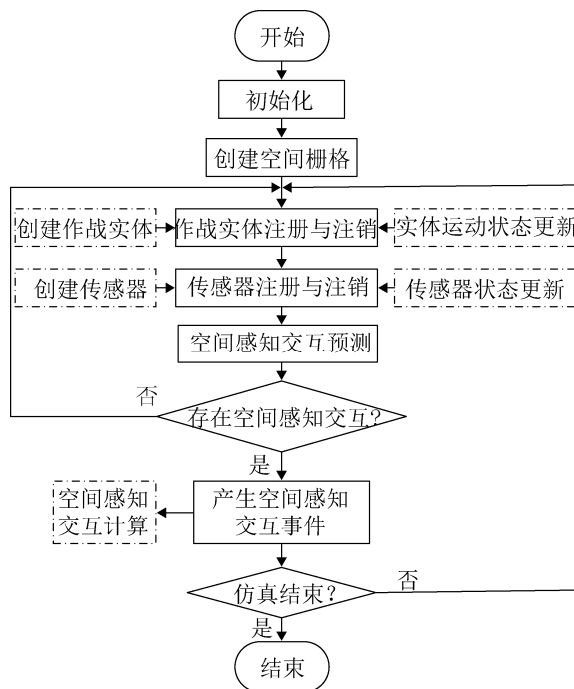 开始
初始化
创建空间栅格
创建作战实体
作战实体注册与注销
实体运动状态更新
创建传感器
传感器注册与注销
传感器状态更新
空间感知交互预测
否
存在空间感知交互?
是
空间感知
交互计算
产生空间感知
交互事件
仿真结束？
否
是
结束